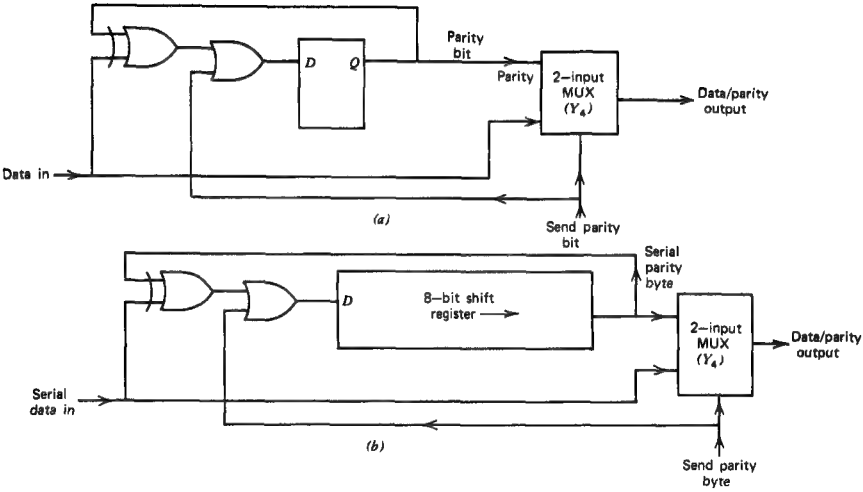 Parity
bit
Parity
D Q
2-input
MUX
(Y₄)
Data/parity
output
Data in
(a)
Send parity
bit
Serial
parity
byte
D
8-bit shift
register
2-input
MUX
(Y₄)
Data/parity
output
Serial
data in
(b)
Send parity
byte